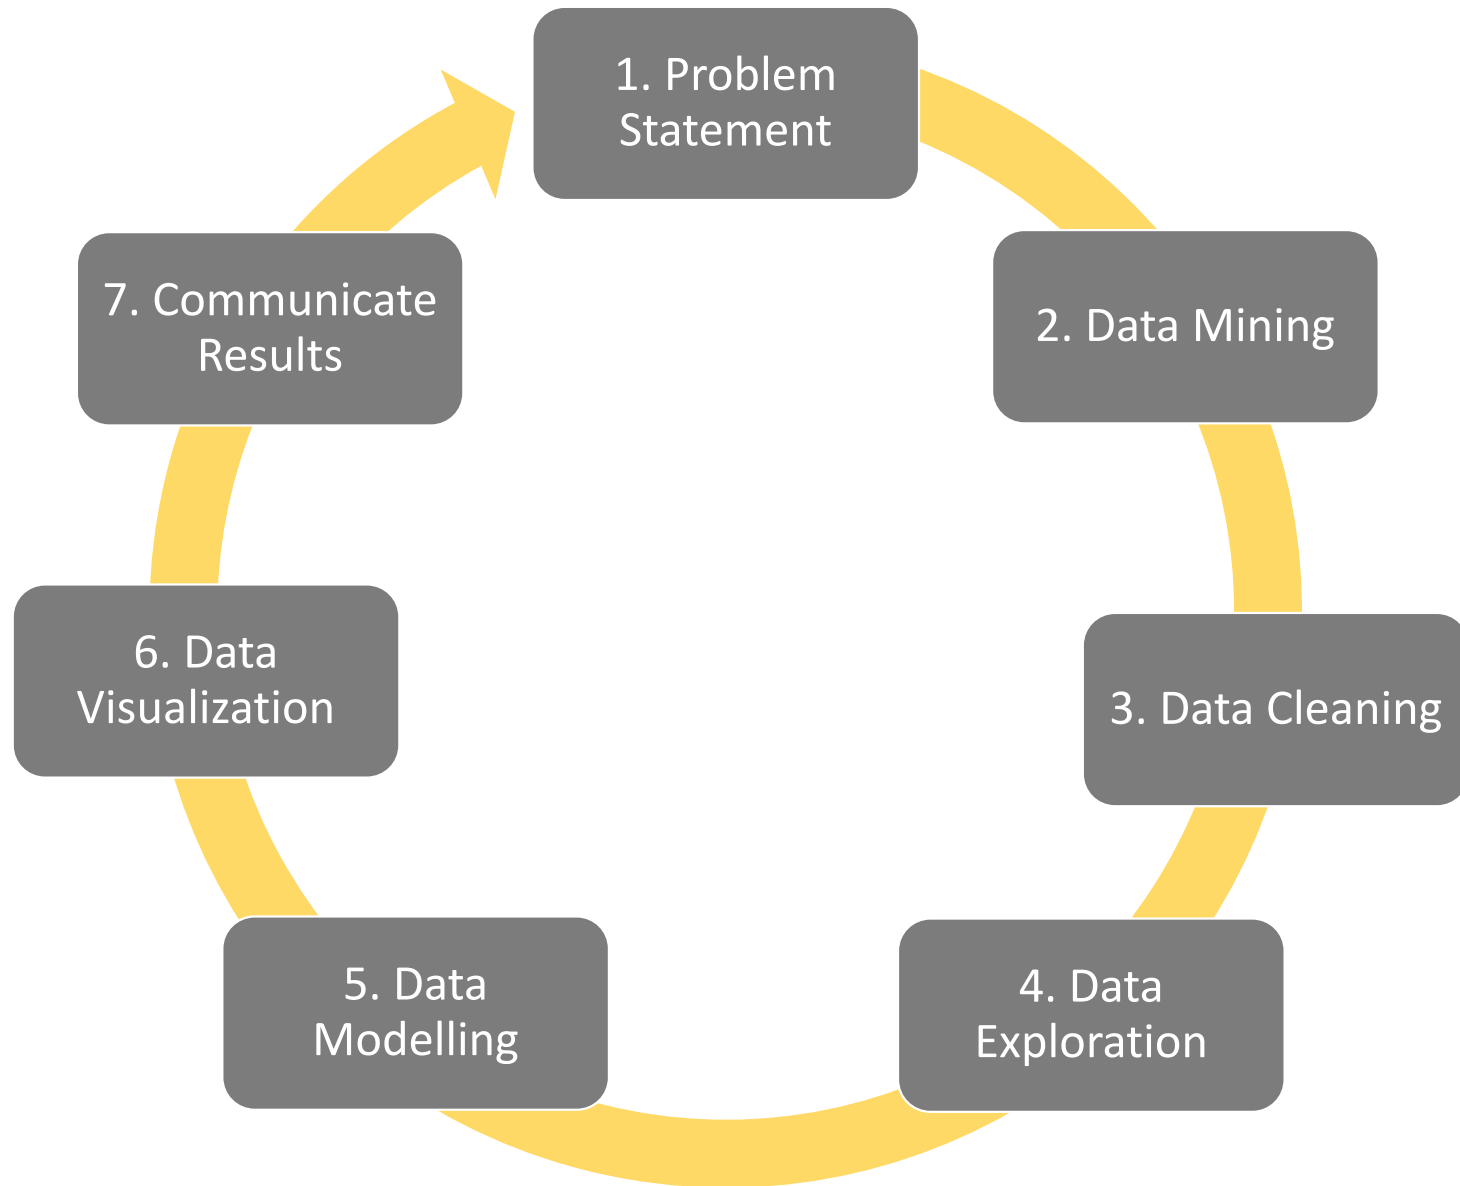 1. Problem
Statement
2. Data Mining
3. Data Cleaning
4. Data
Exploration
5. Data
Modelling
6. Data
Visualization
7. Communicate
Results